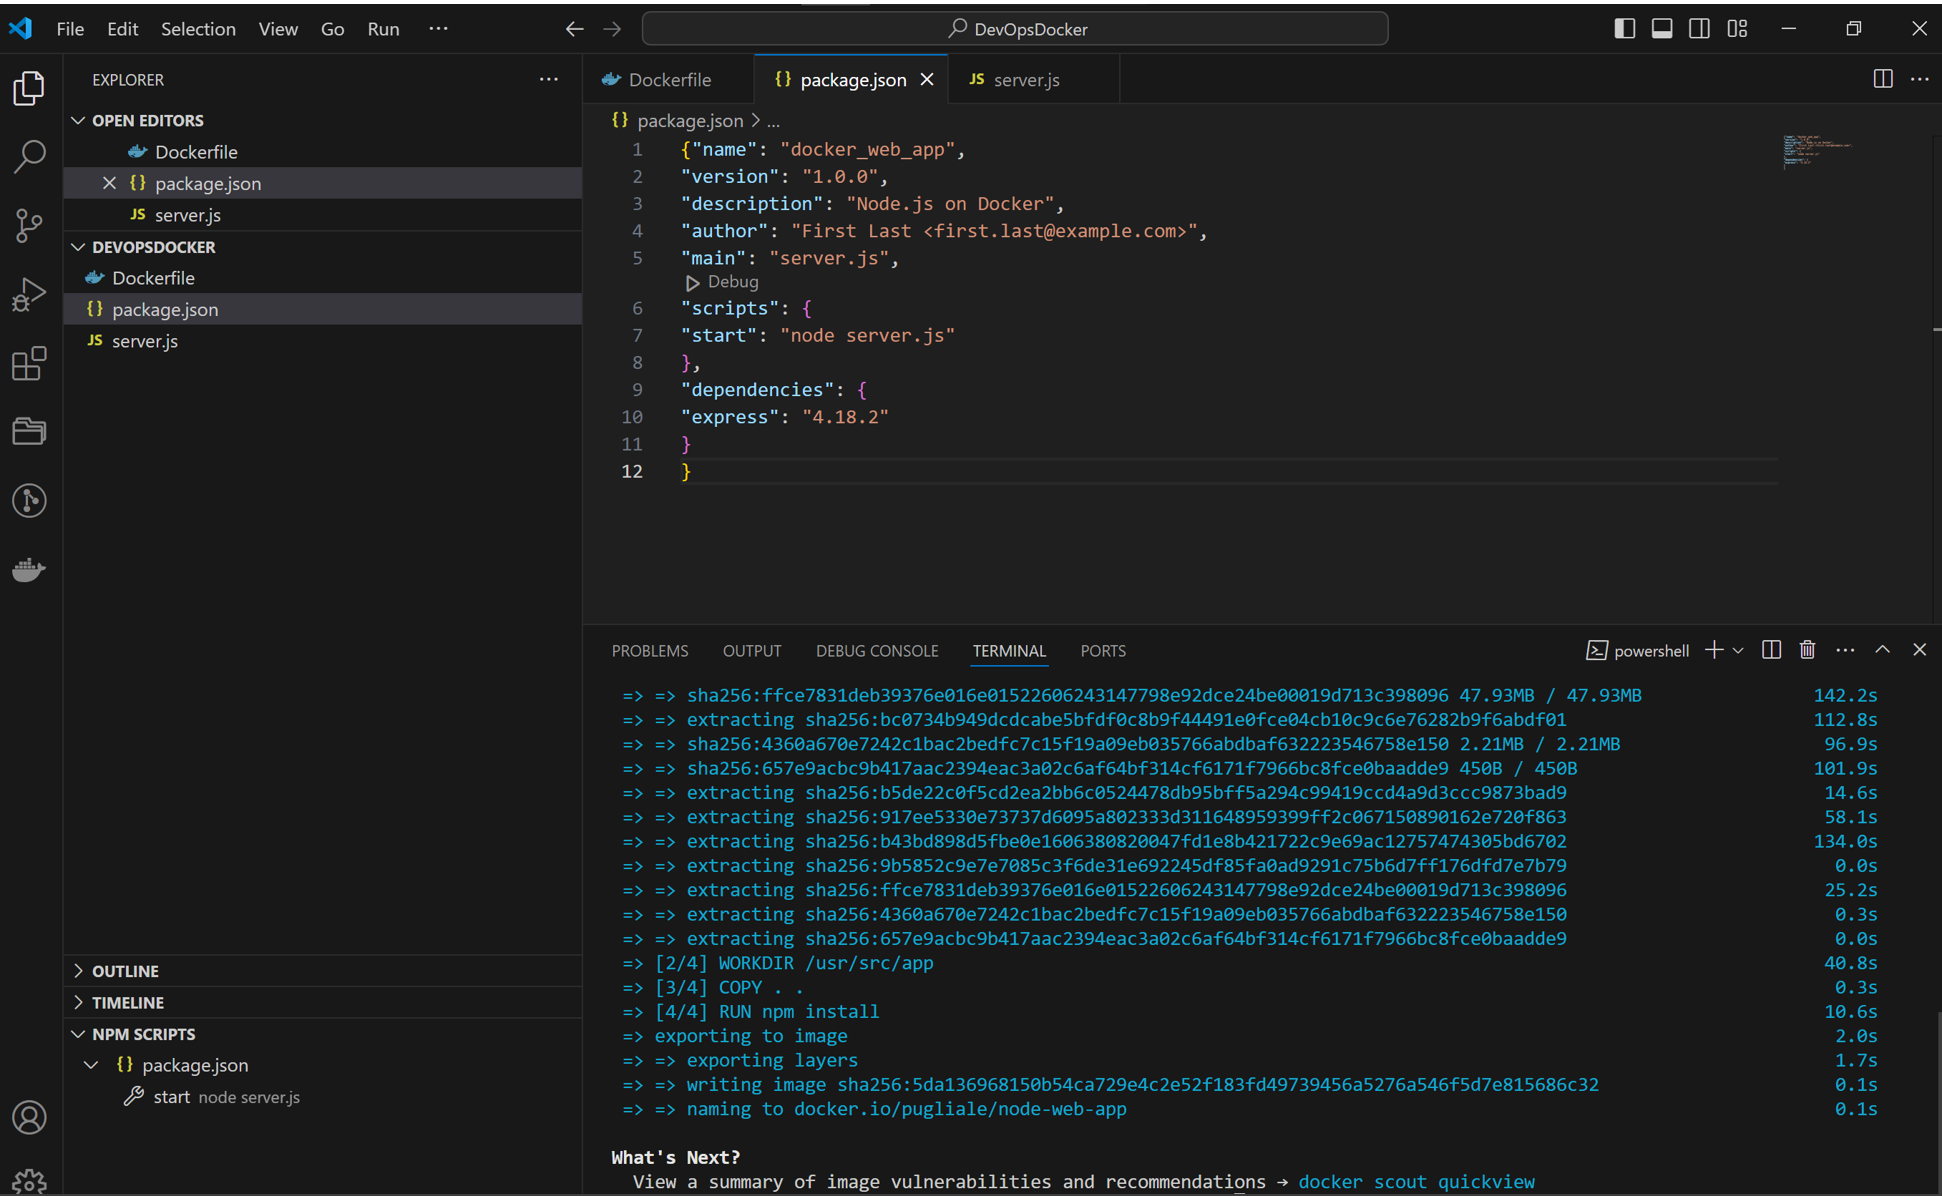 File Edit Selection View Go Run ··· DevOpsDocker
EXPLORER ···
OPEN EDITORS
Dockerfile
package.json
JS server.js
DEVOPSDOCKER
Dockerfile
{} package.json
JS server.js
OUTLINE
TIMELINE
NPM SCRIPTS
{} package.json
start node server.js
Dockerfile {} package.json JS server.js
{} package.json > ...
1 {"name": "docker_web_app",
2 "version": "1.0.0",
3 "description": "Node.js on Docker",
4 "author": "First Last <first.last@example.com>",
5 "main": "server.js",
Debug
6 "scripts": {
7 "start": "node server.js"
8 },
9 "dependencies": {
10 "express": "4.18.2"
11 }
12 }
PROBLEMS OUTPUT DEBUG CONSOLE TERMINAL PORTS powershell
=> => sha256:ffce7831deb39376e016e01522606243147798e92dce24be00019d713c398096 47.93MB / 47.93MB 142.2s
=> => extracting sha256:bc0734b949dcdcabe5bfdf0c8b9f44491e0fce04cb10c9c6e76282b9f6abdf01 112.8s
=> => sha256:4360a670e7242c1bac2bedfc7c15f19a09eb035766abdbaf632223546758e150 2.21MB / 2.21MB 96.9s
=> => sha256:657e9acbc9b417aac2394eac3a02c6af64bf314cf6171f7966bc8fce0baadde9 450B / 450B 101.9s
=> => extracting sha256:b5de22c0f5cd2ea2bb6c0524478db95bff5a294c99419ccd4a9d3ccc9873bad9 14.6s
=> => extracting sha256:917ee5330e73737d6095a802333d311648959399ff2c067150890162e720f863 58.1s
=> => extracting sha256:b43bd898d5fbe0e1606380820047fd1e8b421722c9e69ac12757474305bd6702 134.0s
=> => extracting sha256:9b5852c9e7e7085c3f6de31e692245df85fa0ad9291c75b6d7ff176dfd7e7b79 0.0s
=> => extracting sha256:ffce7831deb39376e016e01522606243147798e92dce24be00019d713c398096 25.2s
=> => extracting sha256:4360a670e7242c1bac2bedfc7c15f19a09eb035766abdbaf632223546758e150 0.3s
=> => extracting sha256:657e9acbc9b417aac2394eac3a02c6af64bf314cf6171f7966bc8fce0baadde9 0.0s
=> [2/4] WORKDIR /usr/src/app 40.8s
=> [3/4] COPY . . 0.3s
=> [4/4] RUN npm install 10.6s
=> exporting to image 2.0s
=> => exporting layers 1.7s
=> => writing image sha256:5da136968150b54ca729e4c2e52f183fd49739456a5276a546f5d7e815686c32 0.1s
=> => naming to docker.io/pugliale/node-web-app 0.1s
What's Next?
View a summary of image vulnerabilities and recommendations → docker scout quickview